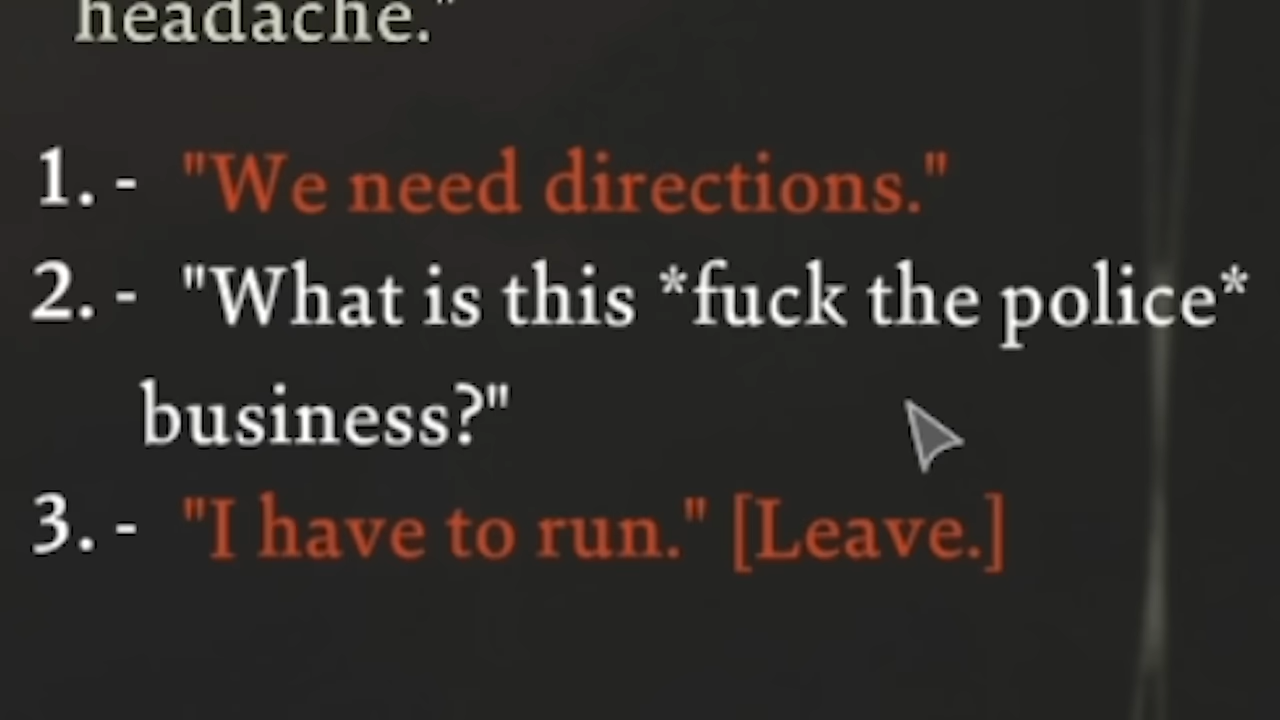 headache."
1. - "We need directions."
2. - "What is this *fuck the police*
business?"
3. - "I have to run." [Leave.]